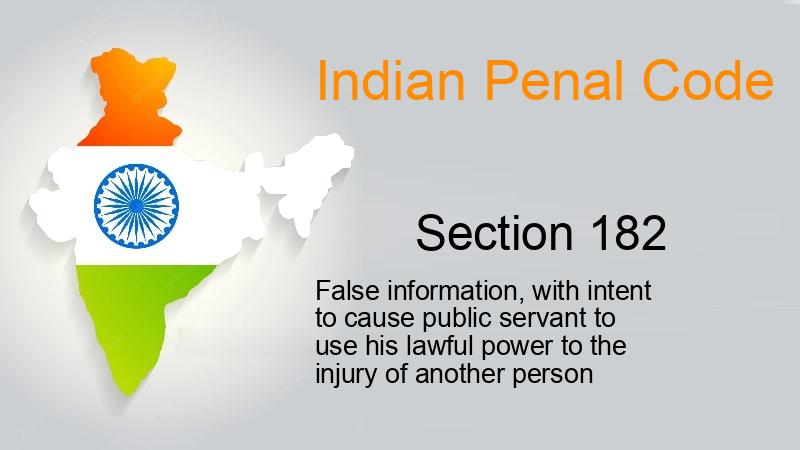 Indian Penal Code
Section 182
False information, with intent
to cause public servant to
use his lawful power to the
injury of another person